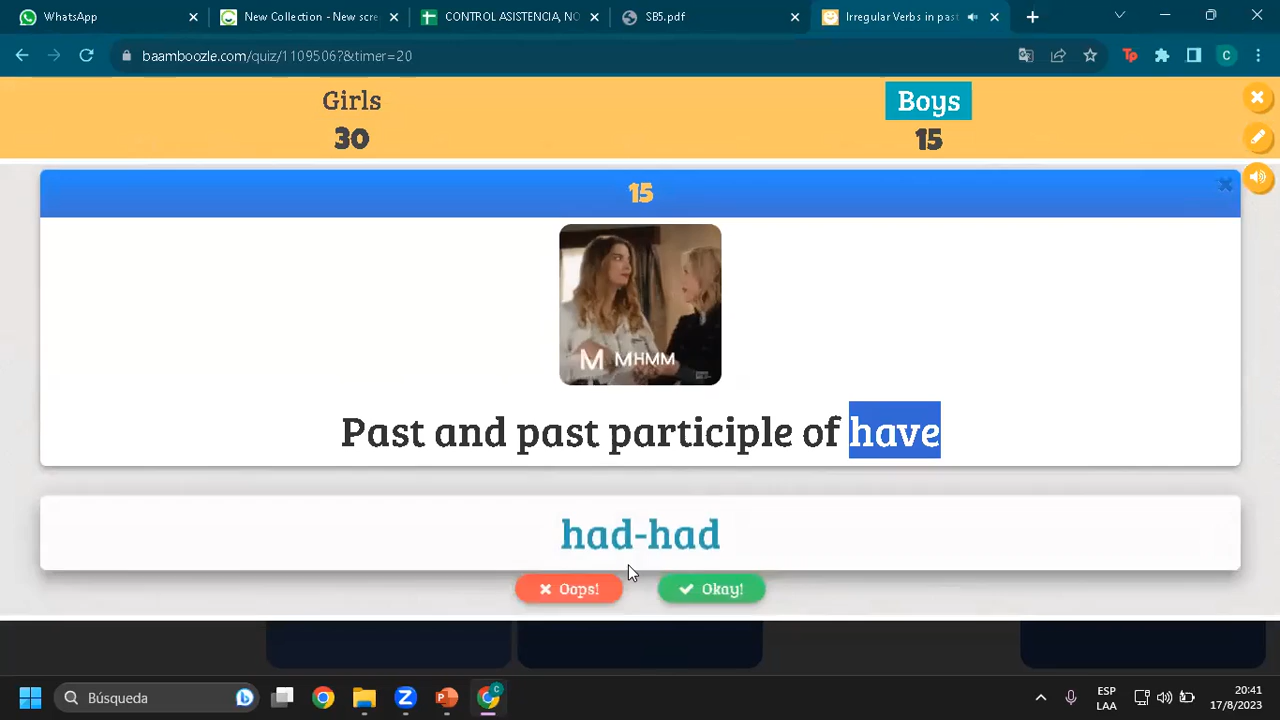 WhatsApp
New Collection - New scre
CONTROL ASISTENCIA, NO
SB5.pdf
Irregular Verbs in past
baamboozle.com/quiz/1109506?&timer=20
Tp
C
Girls
Boys
30
15
15
M MHMM
Past and past participle of have
had-had
Oops!
Okay!
Búsqueda
ESP
LAA
20:41
17/8/2023